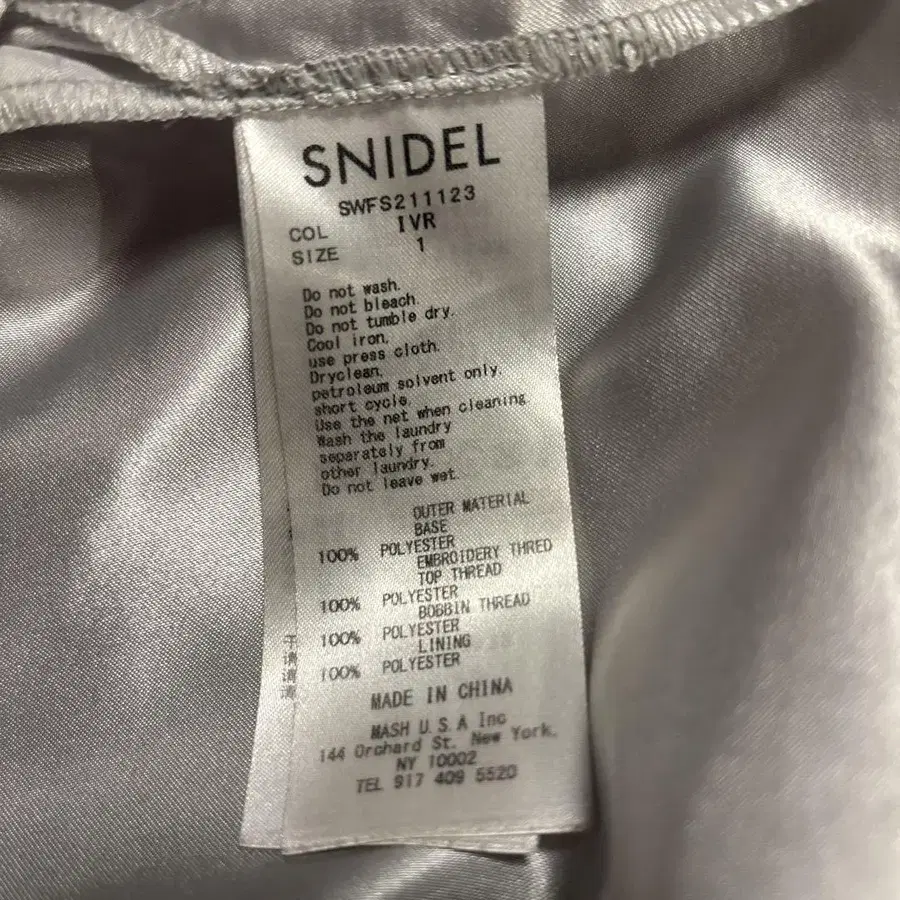 SNIDEL
SWFS211123
COL IVR
SIZE 1
Do not wash.
Do not bleach.
Do not tumble dry.
Cool iron,
use press cloth.
Dryclean,
petroleum solvent only,
short cycle.
Use the net when cleaning.
Wash the laundry
separately from
other laundry.
Do not leave wet.
OUTER MATERIAL
BASE
100% POLYESTER
EMBROIDERY THRED
TOP THREAD
100% POLYESTER
BOBBIN THREAD
100% POLYESTER
LINING
100% POLYESTER
MADE IN CHINA
MASH U.S.A Inc
144 Orchard St. New York,
NY 10002
TEL 917 409 5520
干
请
请
请